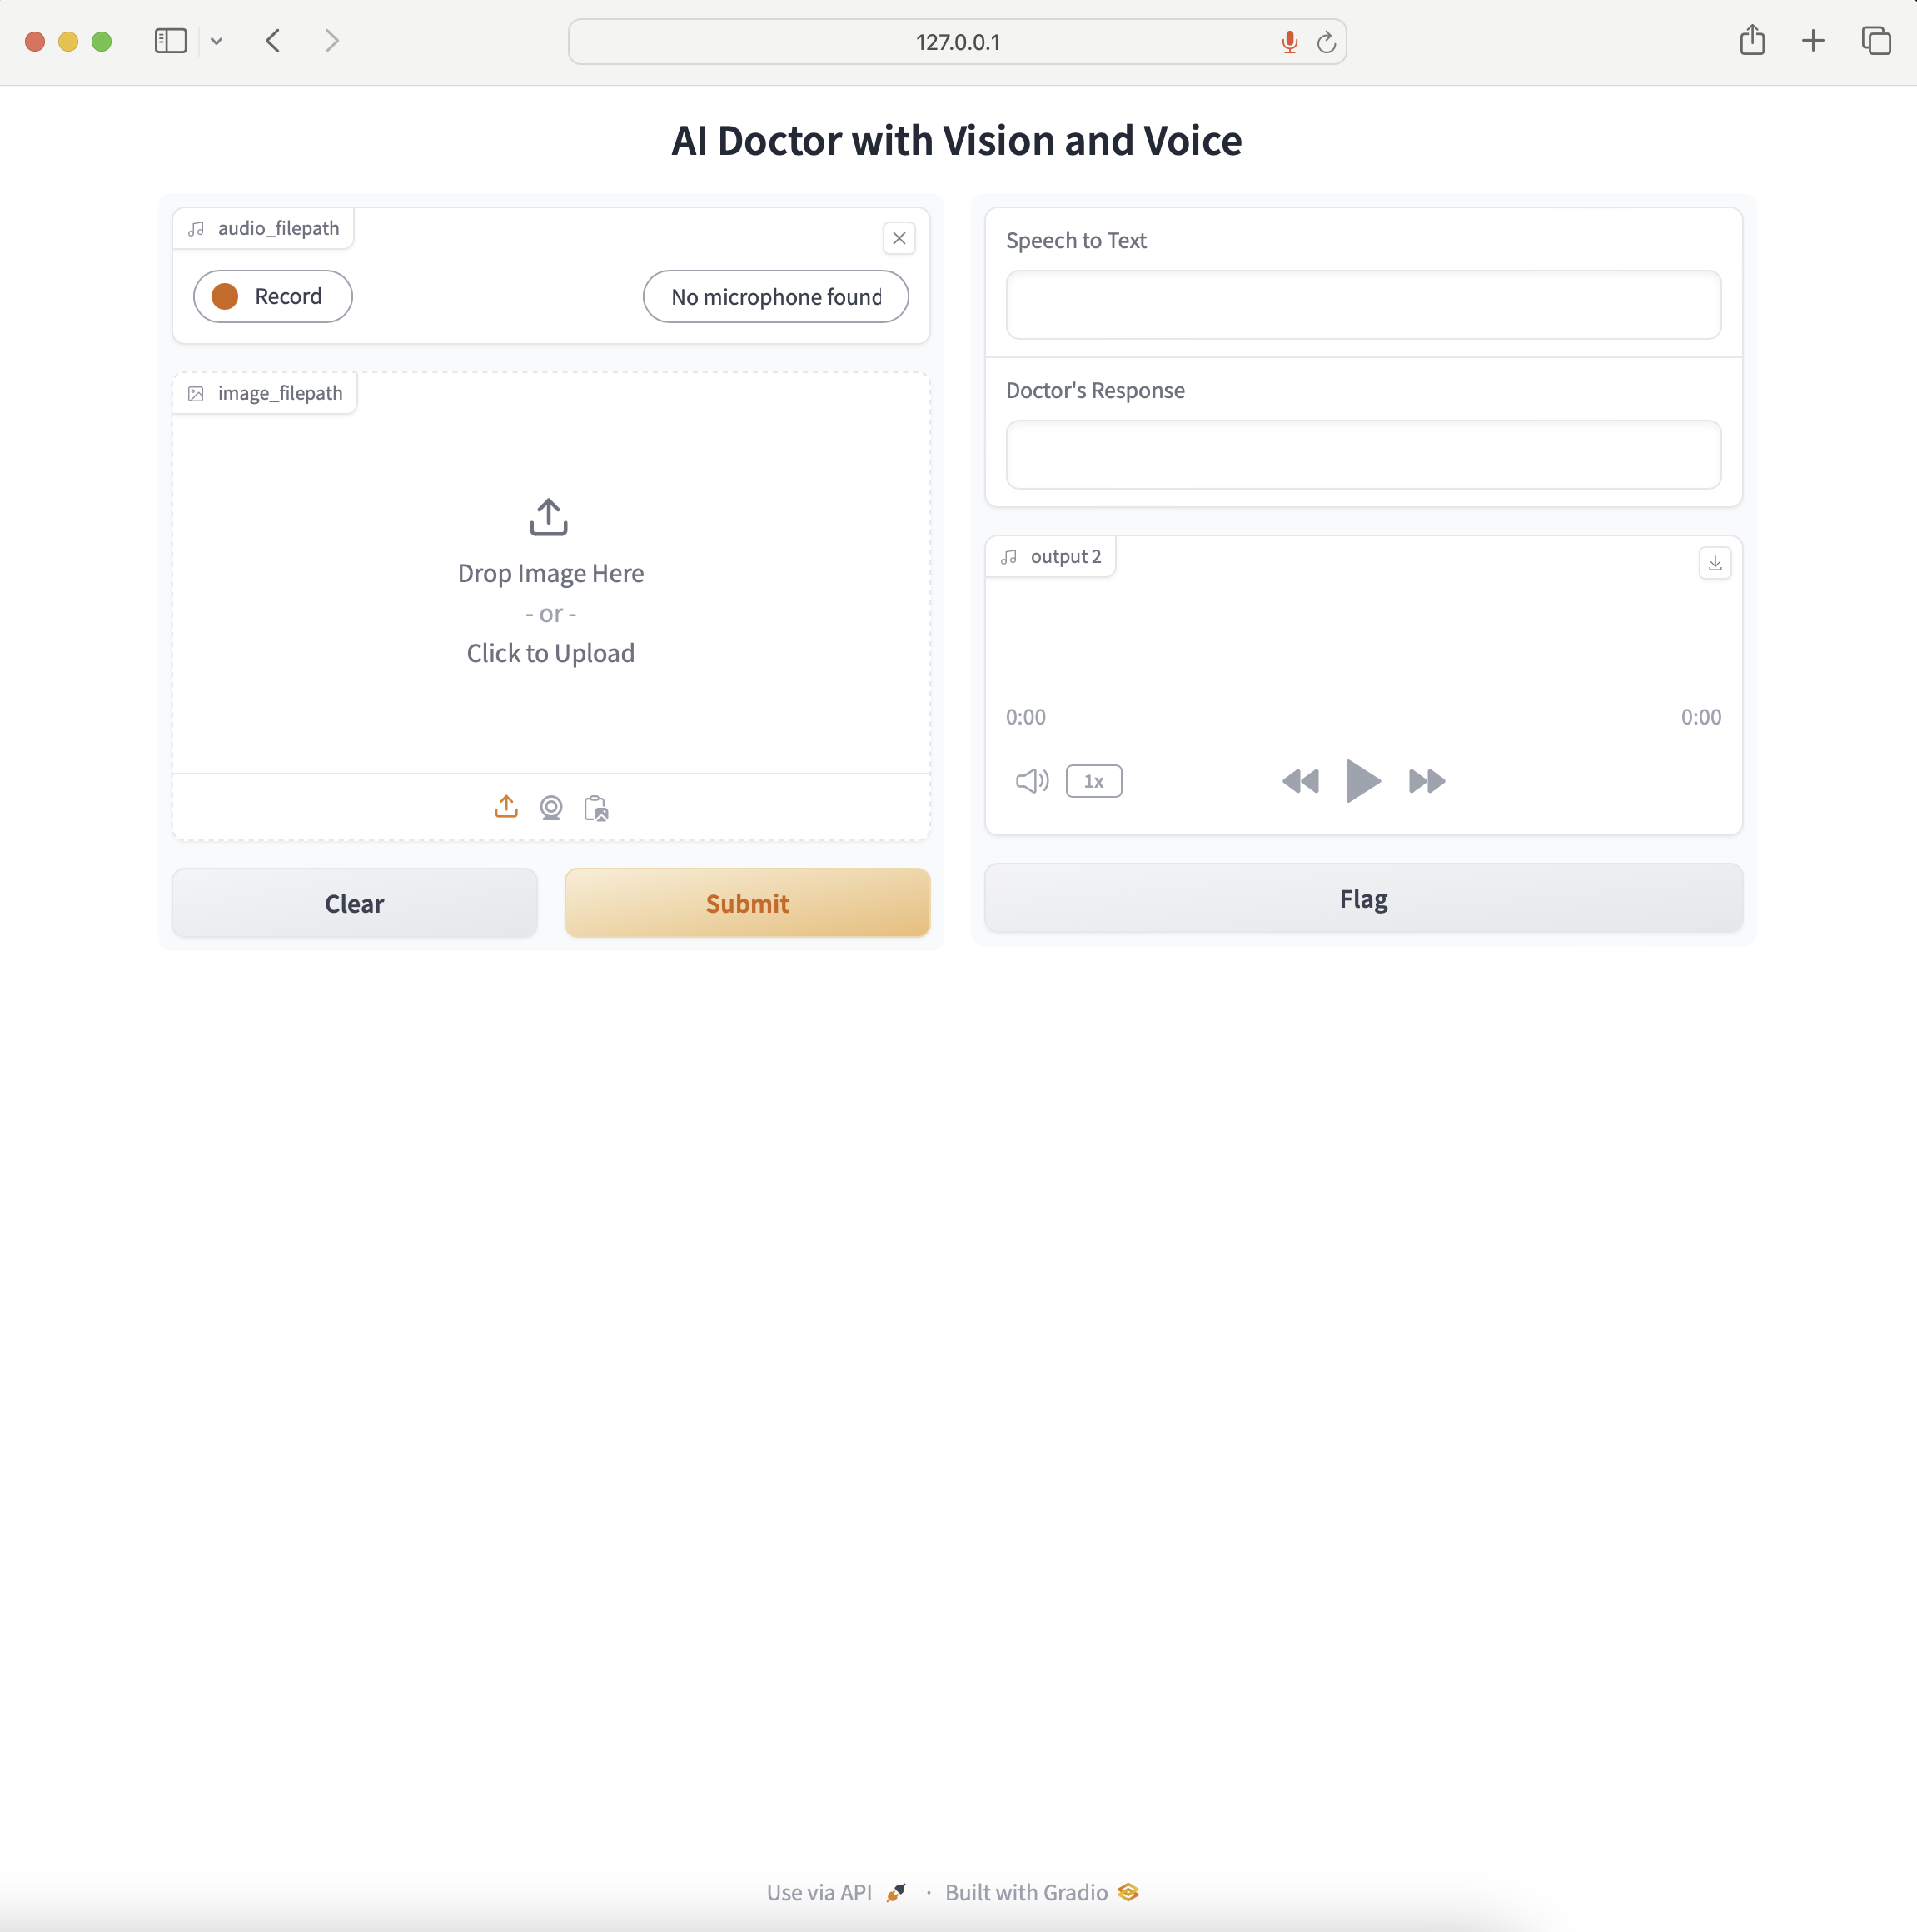 127.0.0.1
AI Doctor with Vision and Voice
audio_filepath
Record
No microphone found
image_filepath
Drop Image Here
- or -
Click to Upload
Clear
Submit
Speech to Text
Doctor's Response
output 2
0:00
0:00
1x
Flag
Use via API · Built with Gradio